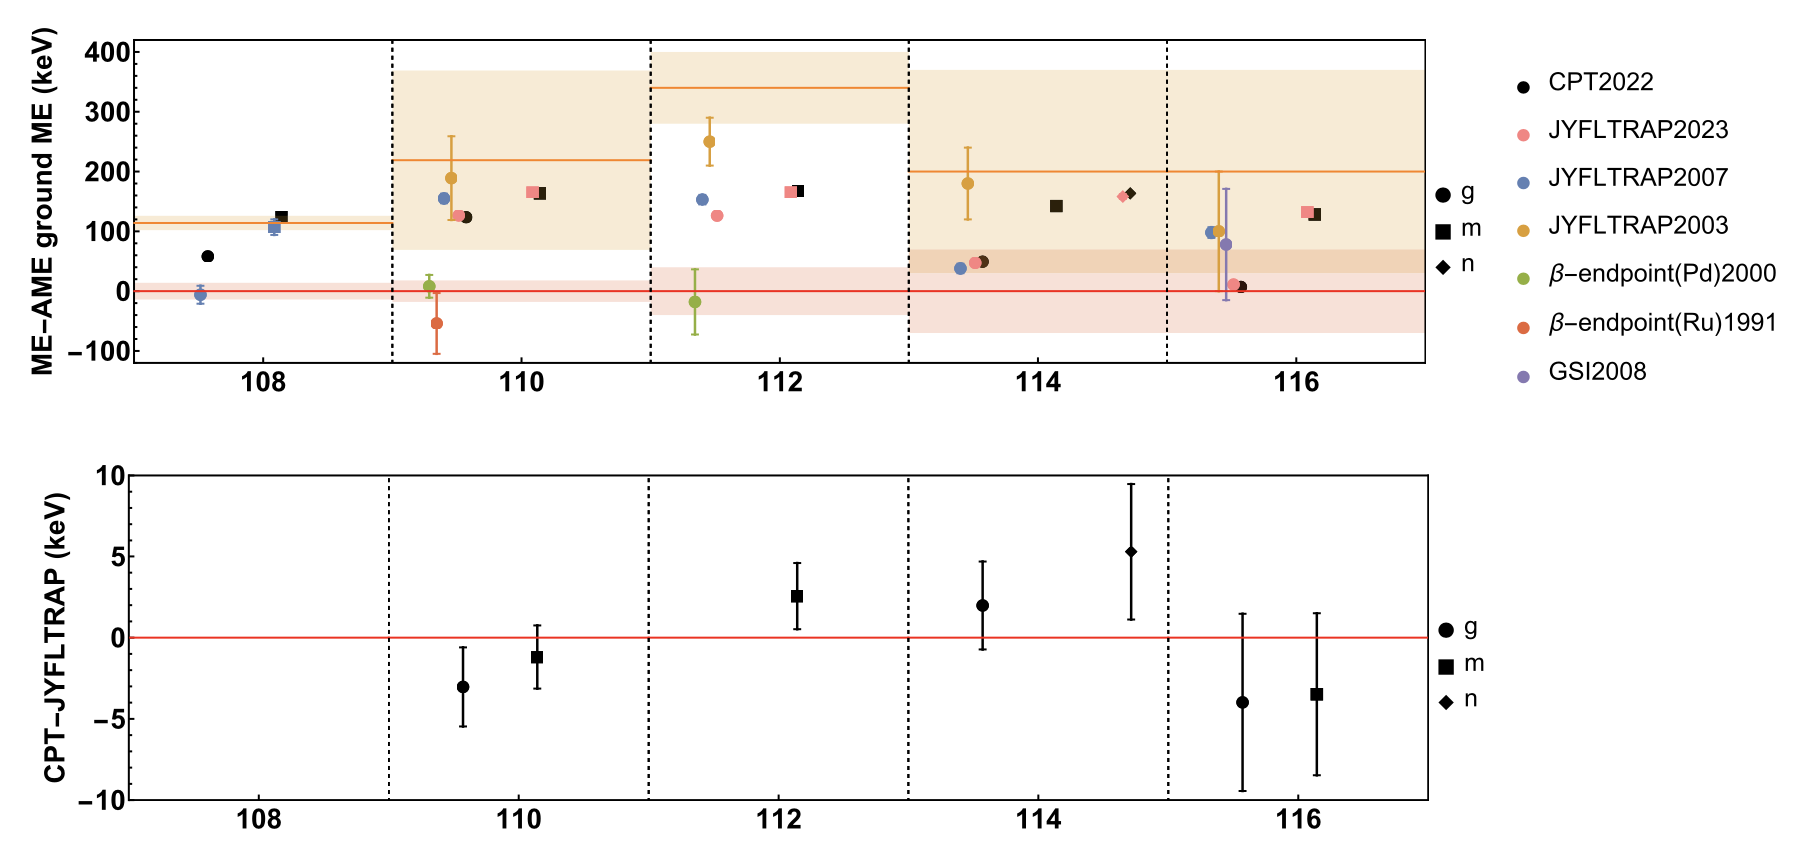 ME−AME ground ME (keV)
400
300
200
100
0
−100
108 110 112 114 116
g
m
n
CPT2022
JYFLTRAP2023
JYFLTRAP2007
JYFLTRAP2003
β−endpoint(Pd)2000
β−endpoint(Ru)1991
GSI2008
CPT−JYFLTRAP (keV)
10
5
0
−5
−10
108 110 112 114 116
g
m
n